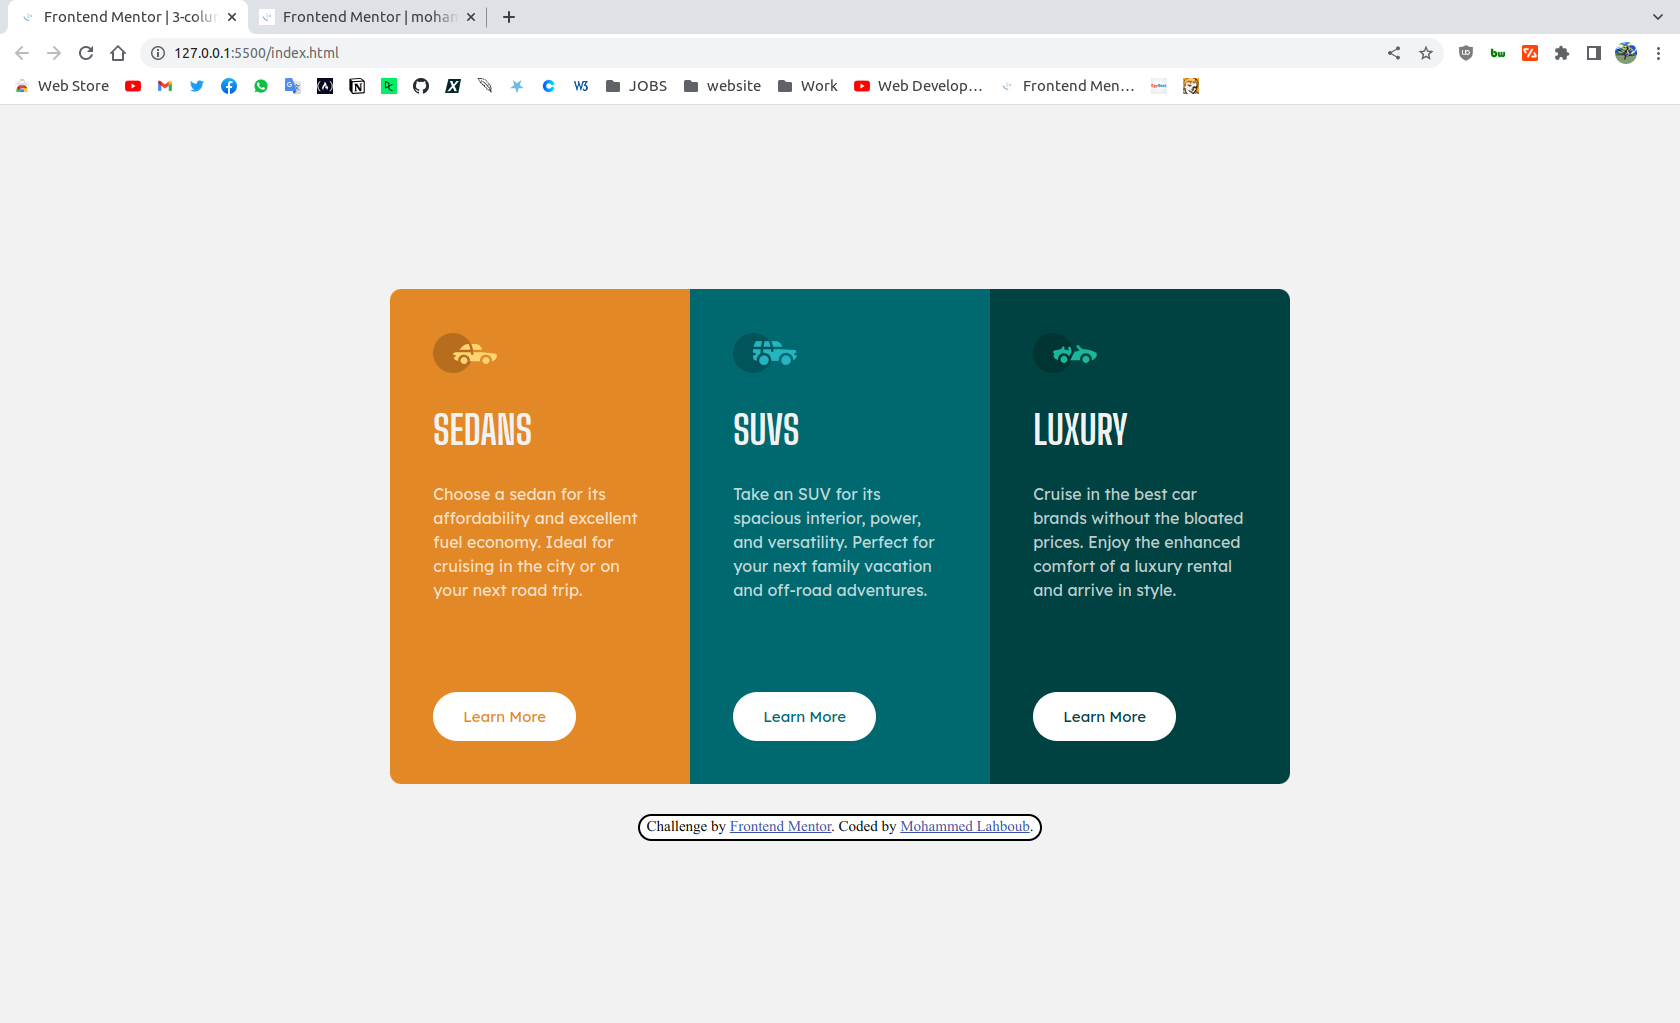 Frontend Mentor | 3-colu
Frontend Mentor | moham
127.0.0.1:5500/index.html
Web Store
JOBS
website
Work
Web Develop...
Frontend Men...
SEDANS
Choose a sedan for its
affordability and excellent
fuel economy. Ideal for
cruising in the city or on
your next road trip.
Learn More
SUVS
Take an SUV for its
spacious interior, power,
and versatility. Perfect for
your next family vacation
and off-road adventures.
Learn More
LUXURY
Cruise in the best car
brands without the bloated
prices. Enjoy the enhanced
comfort of a luxury rental
and arrive in style.
Learn More
Challenge by Frontend Mentor. Coded by Mohammed Lahboub.